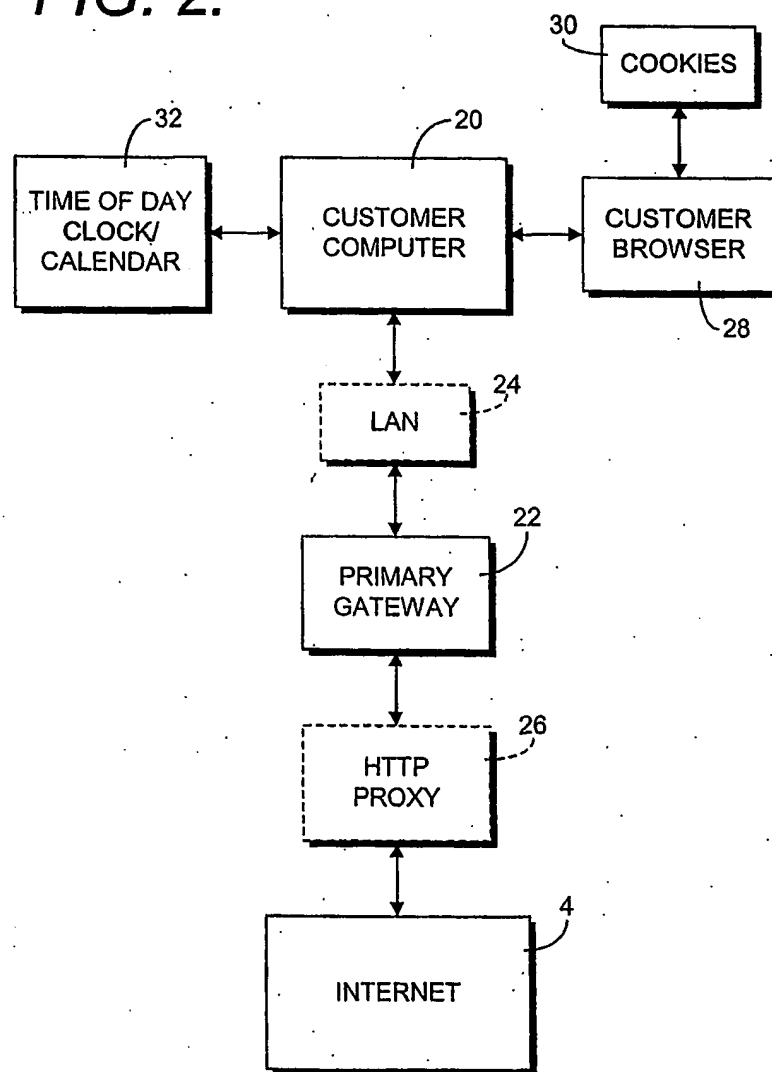 FIG. 2.
30
COOKIES
32
20
TIME OF DAY
CLOCK/
CALENDAR
CUSTOMER
COMPUTER
CUSTOMER
BROWSER
28
24
LAN
22
PRIMARY
GATEWAY
26
HTTP
PROXY
4
INTERNET